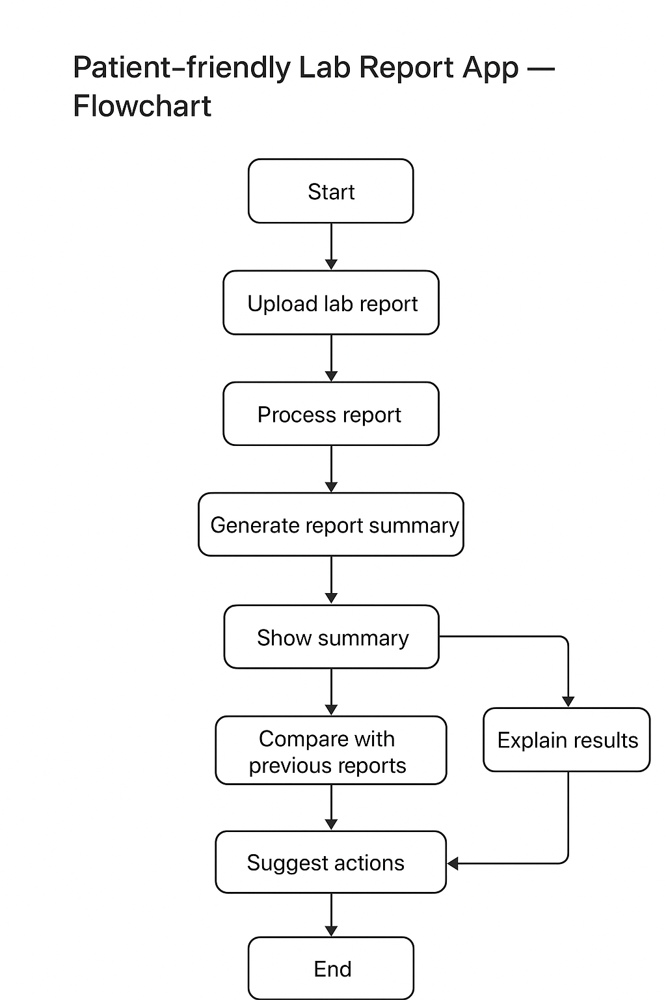 Patient-friendly Lab Report App —
Flowchart
Start
Upload lab report
Process report
Generate report summary
Show summary
Compare with
previous reports
Explain results
Suggest actions
End